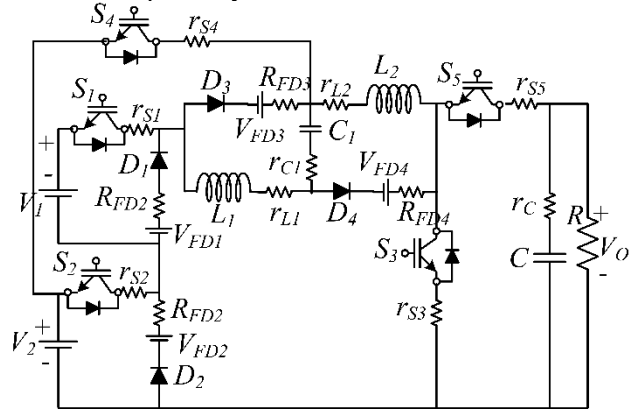 S4 rS4
S1 rS1 D3 RFD3 rL2 L2 S5 rS5
+ - V1 D1 VFD3 C1
RFD2 VFD1 L1 rL1 rC1 D4 VFD4 RFD4
rC R + VO -
C
S2 rS2 S3
+ V2 - RFD2 VFD2 rS3
D2